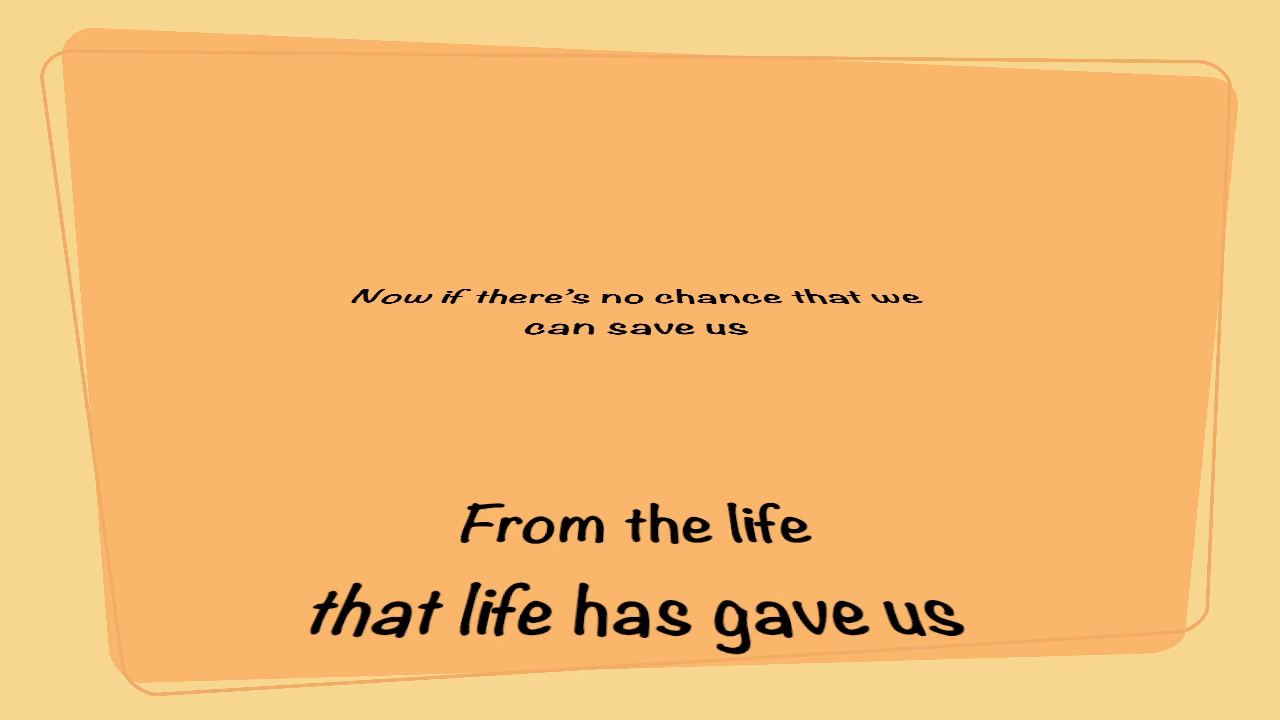 Now if there's no chance that we
can save us
From the life
that life has gave us